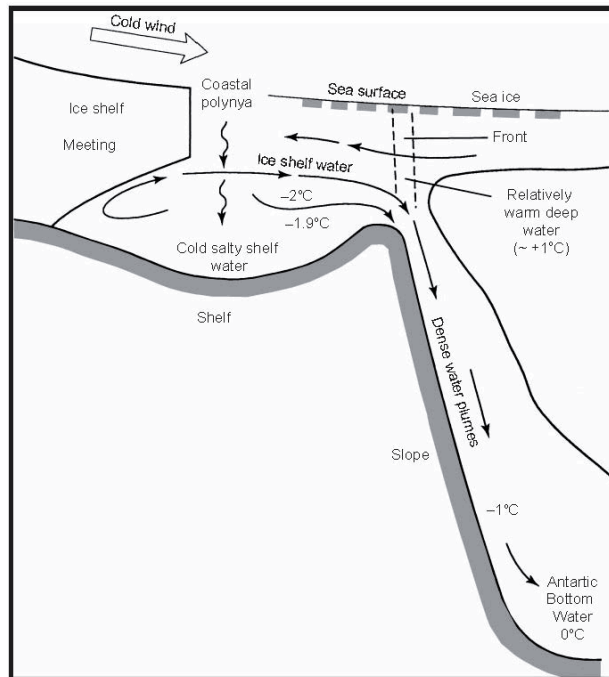 Cold wind
Ice shelf
Meeting
Coastal
polynya
Sea surface
Sea ice
Front
Ice shelf water
Relatively
warm deep
water
(~ +1°C)
–2°C
–1.9°C
Cold salty shelf
water
Shelf
Dense water plumes
Slope
–1°C
Antartic
Bottom
Water
0°C